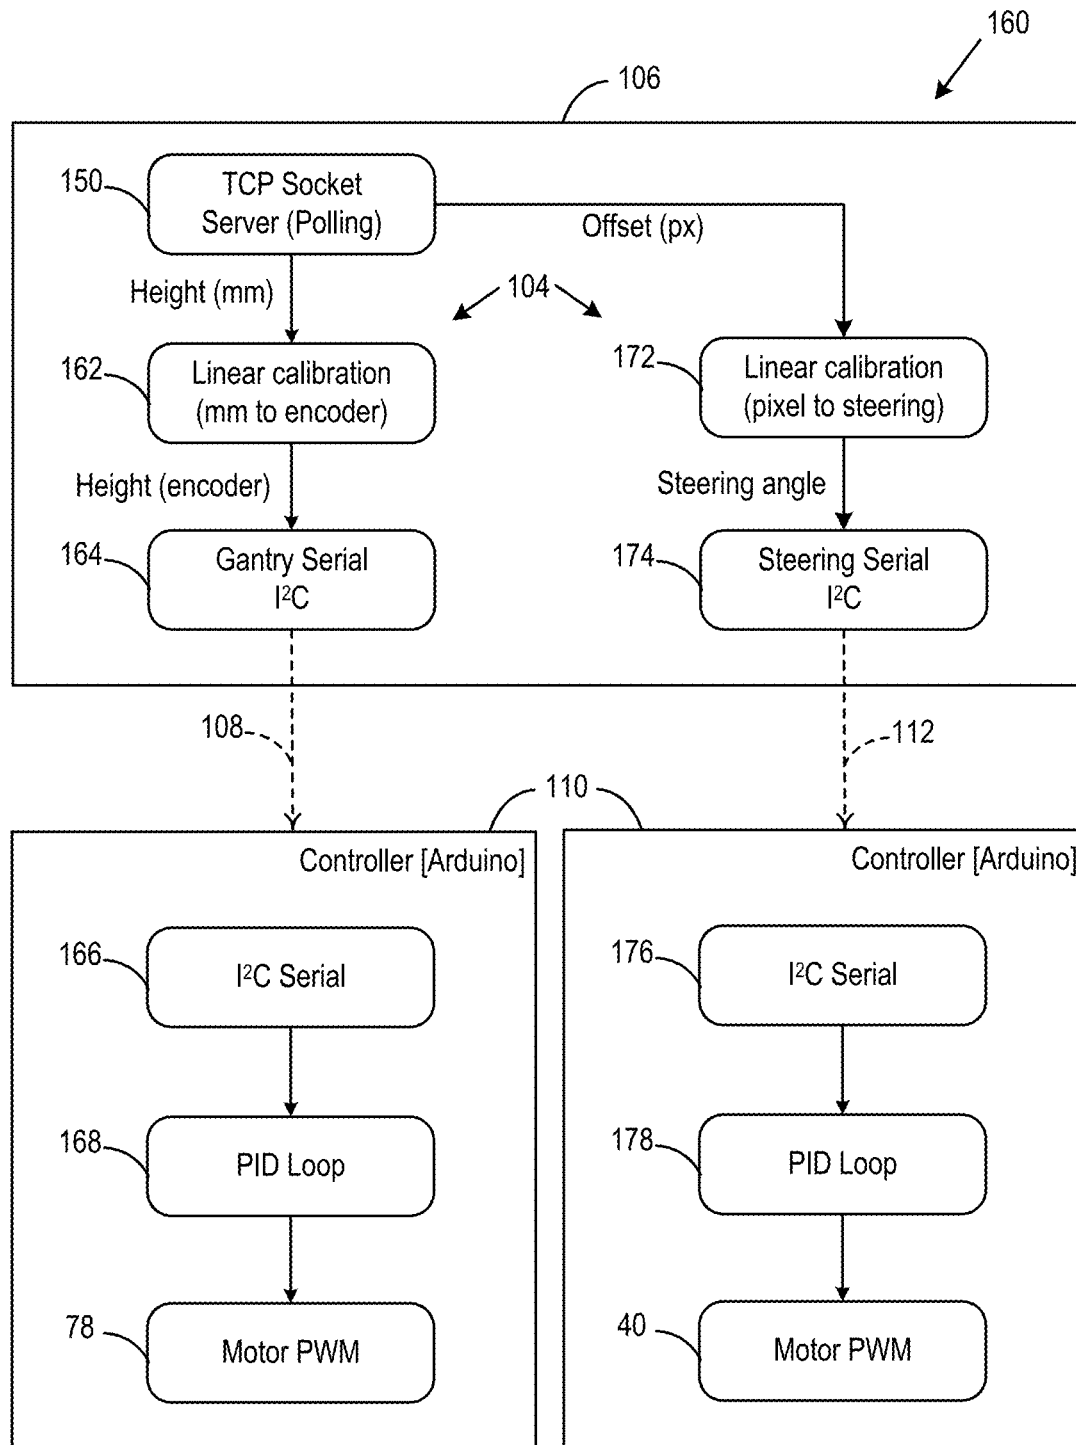 160
106
150
TCP Socket
Server (Polling)
Offset (px)
Height (mm)
104
162
Linear calibration
(mm to encoder)
172
Linear calibration
(pixel to steering)
Height (encoder)
Steering angle
164
Gantry Serial
I²C
174
Steering Serial
I²C
108
112
110
Controller [Arduino]
Controller [Arduino]
166
I²C Serial
176
I²C Serial
168
PID Loop
178
PID Loop
78
Motor PWM
40
Motor PWM